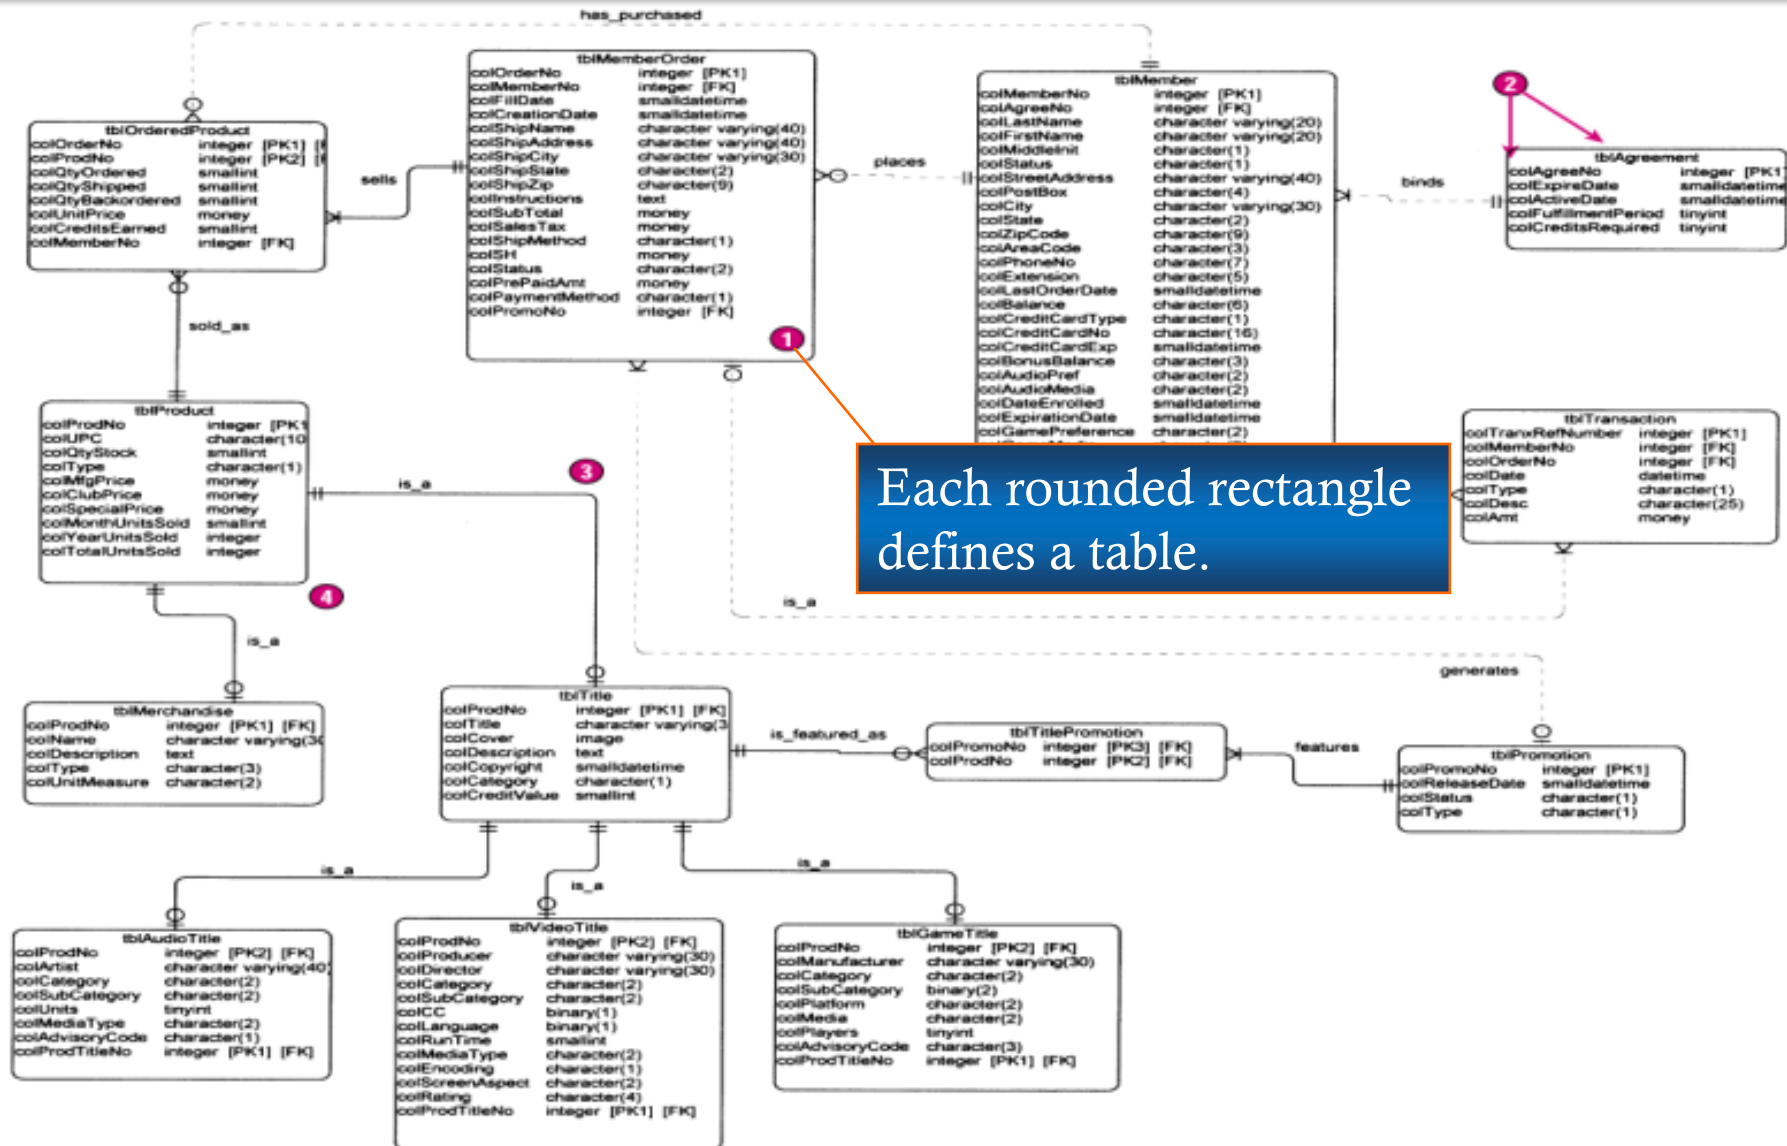 has_purchased
tblMemberOrder
colOrderNo integer [PK1]
colMemberNo integer [FK]
colFillDate smalldatetime
colCreationDate smalldatetime
colShipName character varying(40)
colShipAddress character varying(40)
colShipCity character varying(30)
colShipState character(2)
colShipZip character(9)
colInstructions text
colSubTotal money
colSalesTax money
colShipMethod character(1)
colSH money
colStatus character(2)
colPrePaidAmt money
colPaymentMethod character(1)
colPromoNo integer [FK]
1
tblMember
colMemberNo integer [PK1]
colAgreeNo integer [FK]
colLastName character varying(20)
colFirstName character varying(20)
colMiddleInit character(1)
colStatus character(1)
colStreetAddress character varying(40)
colPostBox character(4)
colCity character varying(30)
colState character(2)
colZipCode character(9)
colAreaCode character(3)
colPhoneNo character(7)
colExtension character(5)
colLastOrderDate smalldatetime
colBalance character(6)
colCreditCardType character(1)
colCreditCardNo character(16)
colCreditCardExp smalldatetime
colBonusBalance character(3)
colAudioPref character(2)
colAudioMedia character(2)
colDateEnrolled smalldatetime
colExpirationDate smalldatetime
colGamePreference character(2)
2
tblAgreement
colAgreeNo integer [PK1]
colExpireDate smalldatetime
colActiveDate smalldatetime
colFulfillmentPeriod tinyint
colCreditsRequired tinyint
tblOrderedProduct
colOrderNo integer [PK1] [
colProdNo integer [PK2] [
colQtyOrdered smallint
colQtyShipped smallint
colQtyBackordered smallint
colUnitPrice money
colCreditsEarned smallint
colMemberNo integer [FK]
sells
places
binds
sold_as
tblProduct
colProdNo integer [PK1
colUPC character(10
colQtyStock smallint
colType character(1)
colMfgPrice money
colClubPrice money
colSpecialPrice money
colMonthUnitsSold smallint
colYearUnitsSold integer
colTotalUnitsSold integer
is_a
3
Each rounded rectangle
defines a table.
tblTransaction
colTranxRefNumber integer [PK1]
colMemberNo integer [FK]
colOrderNo integer [FK]
colDate datetime
colType character(1)
colDesc character(25)
colAmt money
4
is_a
is_a
generates
tblMerchandise
colProdNo integer [PK1] [FK]
colName character varying(30
colDescription text
colType character(3)
colUnitMeasure character(2)
tblTitle
colProdNo integer [PK1] [FK]
colTitle character varying(3
colCover image
colDescription text
colCopyright smalldatetime
colCategory character(1)
colCreditValue smallint
is_featured_as
tblTitlePromotion
colPromoNo integer [PK3] [FK]
colProdNo integer [PK2] [FK]
features
tblPromotion
colPromoNo integer [PK1]
colReleaseDate smalldatetime
colStatus character(1)
colType character(1)
is_a
is_a
is_a
tblAudioTitle
colProdNo integer [PK2] [FK]
colArtist character varying(40)
colCategory character(2)
colSubCategory character(2)
colUnits tinyint
colMediaType character(2)
colAdvisoryCode character(1)
colProdTitleNo integer [PK1] [FK]
tblVideoTitle
colProdNo integer [PK2] [FK]
colProducer character varying(30)
colDirector character varying(30)
colCategory character(2)
colSubCategory character(2)
colCC binary(1)
colLanguage binary(1)
colRunTime smallint
colMediaType character(2)
colEncoding character(1)
colScreenAspect character(2)
colRating character(4)
colProdTitleNo integer [PK1] [FK]
tblGameTitle
colProdNo integer [PK2] [FK]
colManufacturer character varying(30)
colCategory character(2)
colSubCategory binary(2)
colPlatform character(2)
colMedia character(2)
colPlayers tinyint
colAdvisoryCode character(3)
colProdTitleNo integer [PK1] [FK]